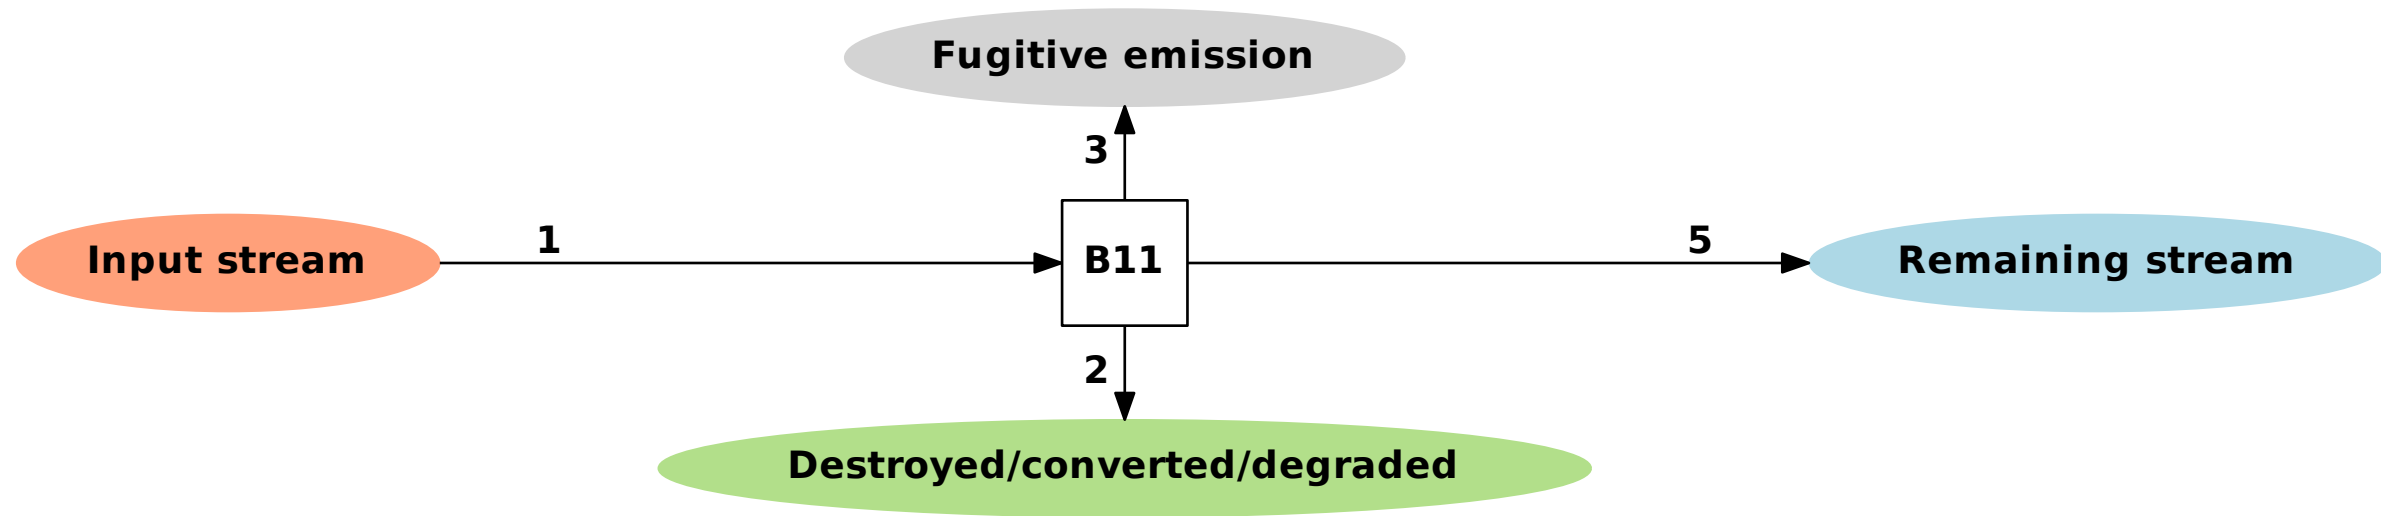 Fugitive emission
3
Input stream
1
B11
5
Remaining stream
2
Destroyed/converted/degraded